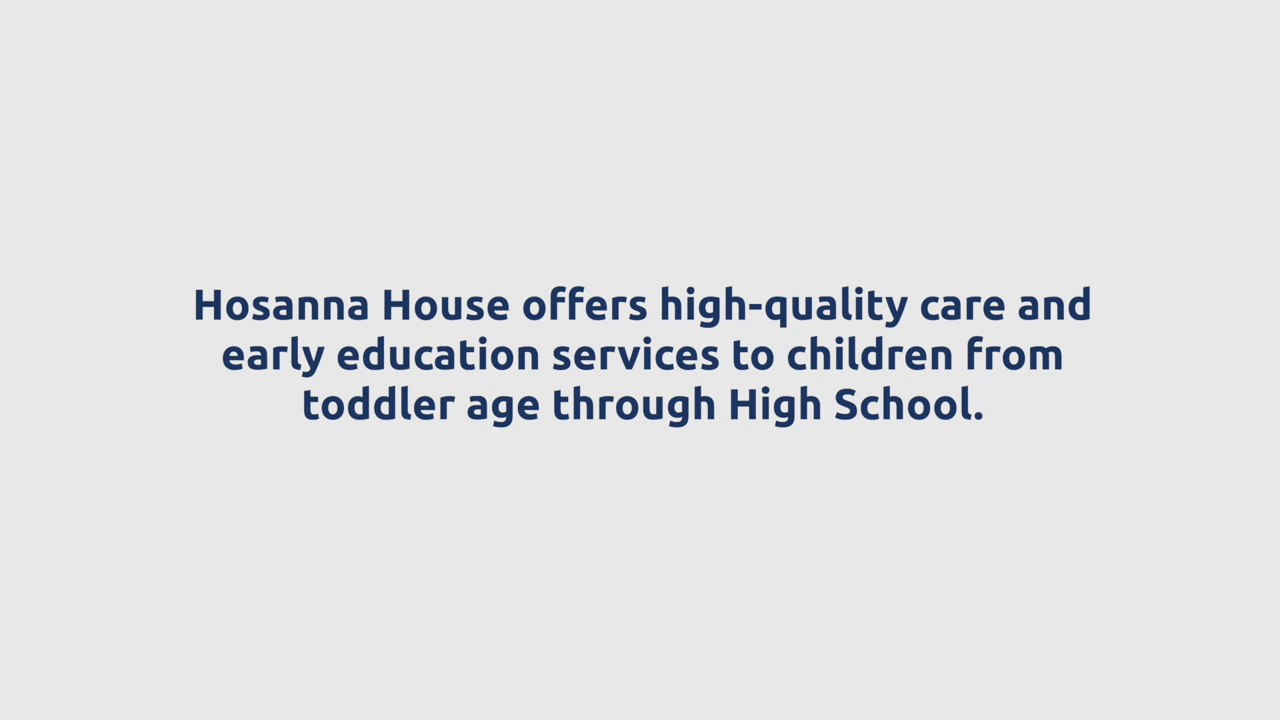 Hosanna House offers high-quality care and
early education services to children from
toddler age through High School.